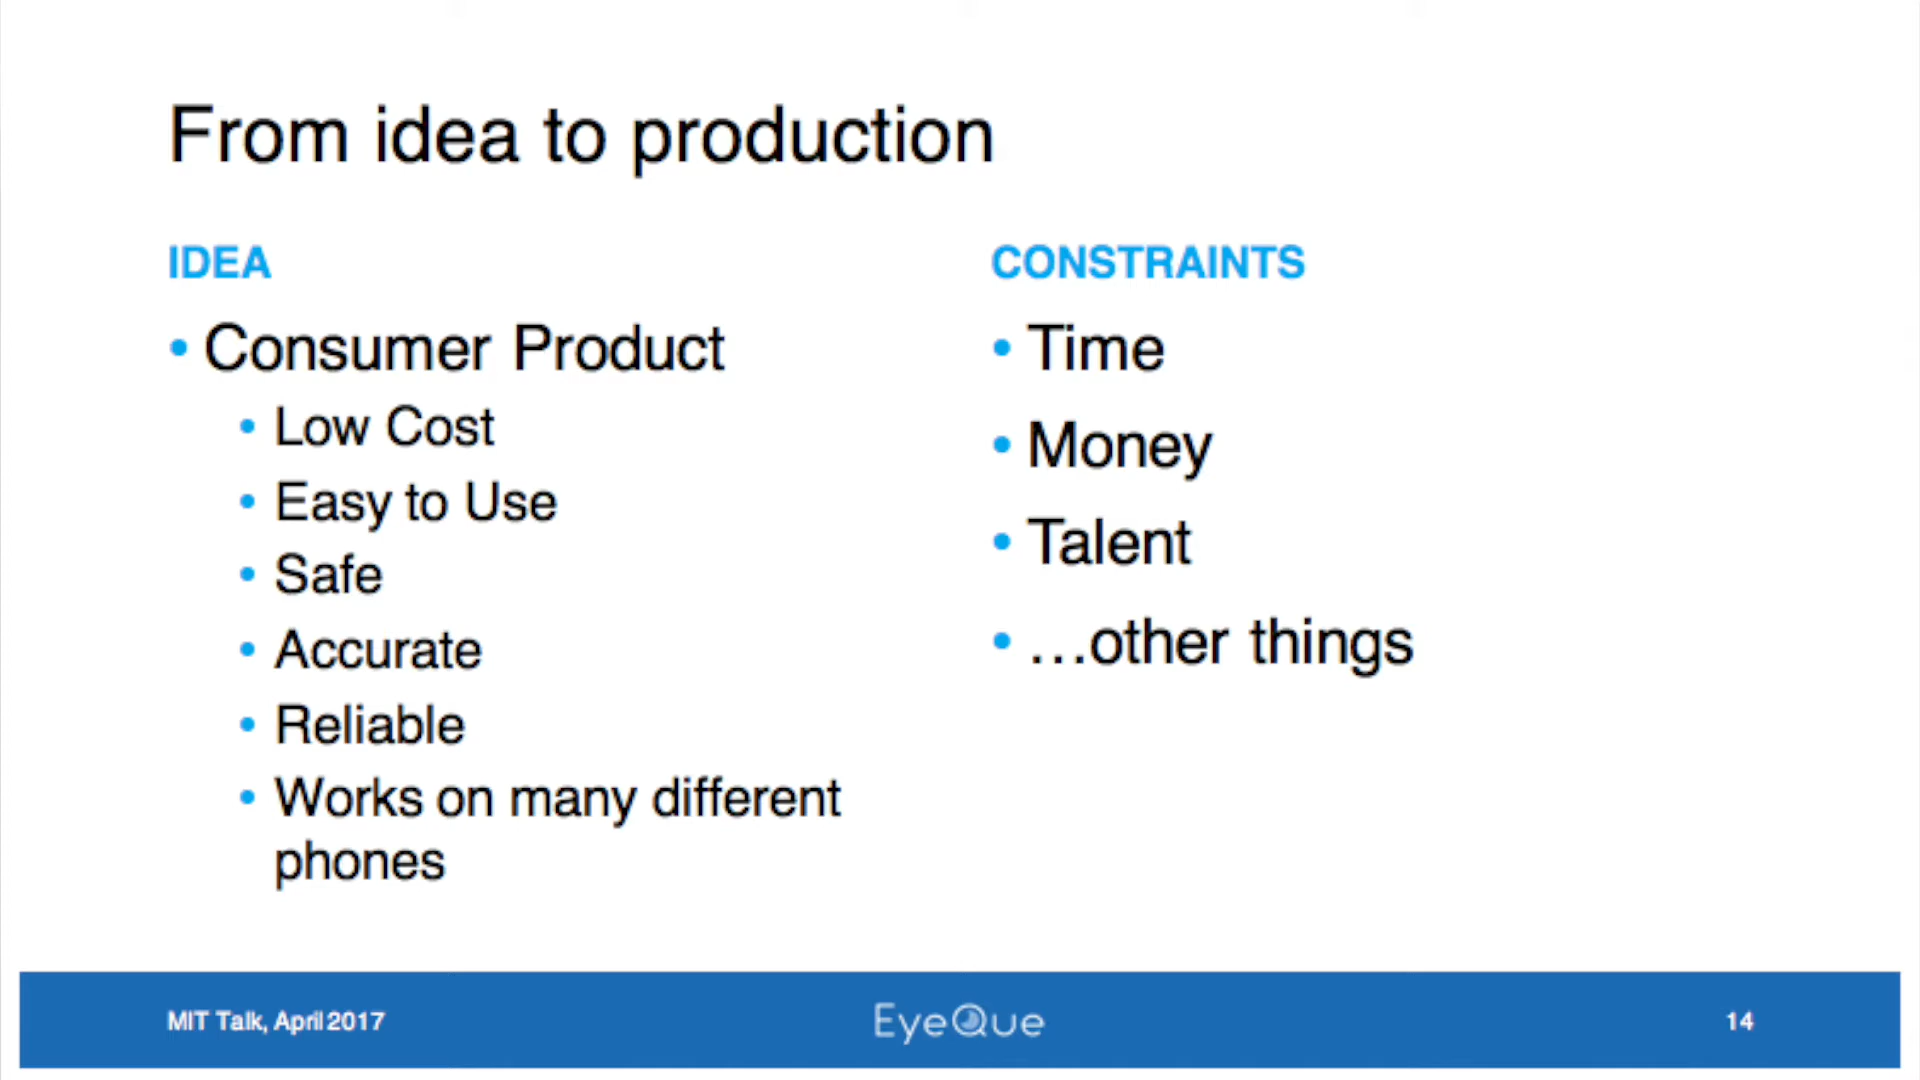 From idea to production
IDEA
• Consumer Product
• Low Cost
• Easy to Use
• Safe
• Accurate
• Reliable
• Works on many different
phones
CONSTRAINTS
• Time
• Money
• Talent
• …other things
MIT Talk, April 2017
EyeQue
14